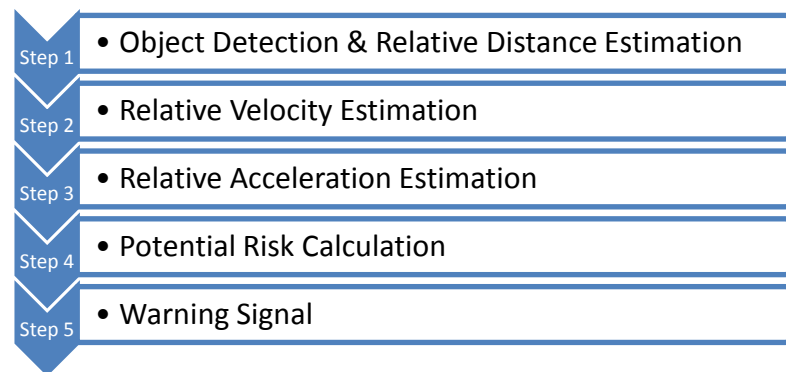 Step 1
• Object Detection & Relative Distance Estimation
Step 2
• Relative Velocity Estimation
Step 3
• Relative Acceleration Estimation
Step 4
• Potential Risk Calculation
Step 5
• Warning Signal